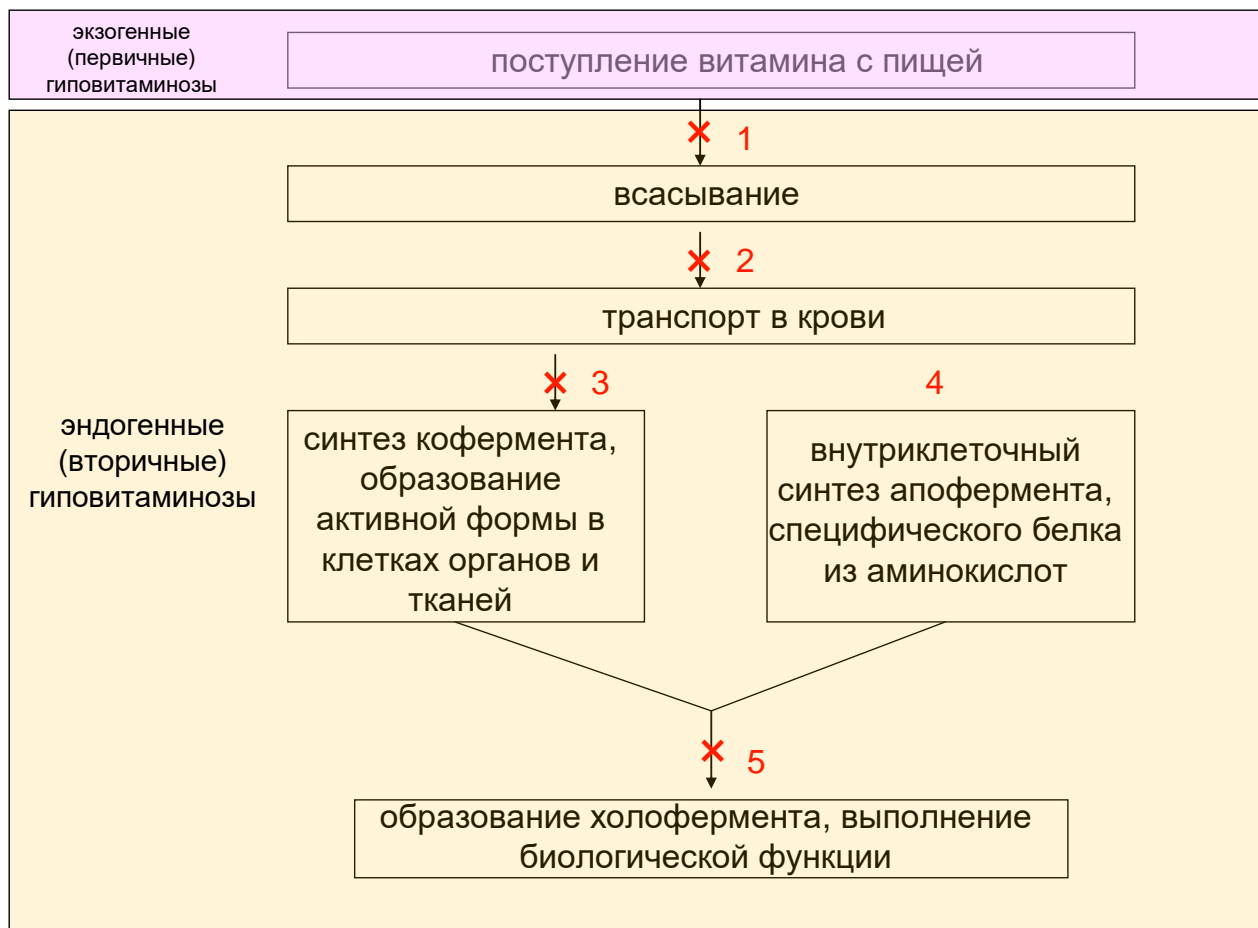 экзогенные
(первичные)
гиповитаминозы
поступление витамина с пищей
1
всасывание
2
транспорт в крови
3
4
эндогенные
(вторичные)
гиповитаминозы
синтез кофермента,
образование
активной формы в
клетках органов и
тканей
внутриклеточный
синтез апофермента,
специфического белка
из аминокислот
5
образование холофермента, выполнение
биологической функции